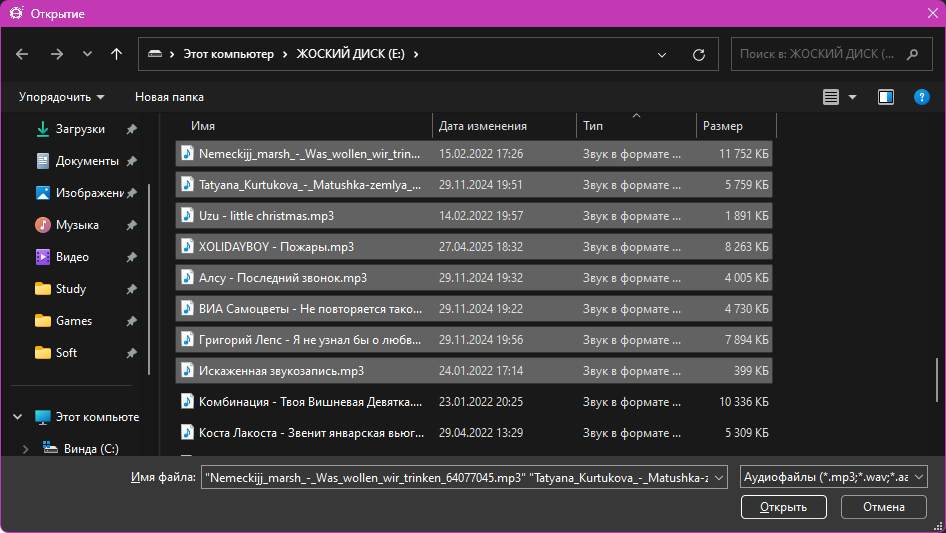 Открытие
Этот компьютер › ЖОСКИЙ ДИСК (E:) ›
Поиск в: ЖОСКИЙ ДИСК (...
Упорядочить
Новая папка
Загрузки
Документы
Изображени
Музыка
Видео
Study
Games
Soft
Этот компьюте
Винда (C:)
Имя Дата изменения Тип Размер
Nemeckijj_marsh_-_Was_wollen_wir_trin... 15.02.2022 17:26 Звук в формате ... 11 752 КБ
Tatyana_Kurtukova_-_Matushka-zemlya_... 29.11.2024 19:51 Звук в формате ... 5 759 КБ
Uzu - little christmas.mp3 14.02.2022 19:57 Звук в формате ... 1 891 КБ
XOLIDAYBOY - Пожары.mp3 27.04.2025 18:32 Звук в формате ... 8 263 КБ
Алсу - Последний звонок.mp3 29.11.2024 19:32 Звук в формате ... 4 005 КБ
ВИА Самоцветы - Не повторяется тако... 29.11.2024 19:22 Звук в формате ... 4 730 КБ
Григорий Лепс - Я не узнал бы о любв... 29.11.2024 19:56 Звук в формате ... 7 894 КБ
Искаженная звукозапись.mp3 24.01.2022 17:14 Звук в формате ... 399 КБ
Комбинация - Твоя Вишневая Девятка.... 23.01.2022 20:25 Звук в формате ... 10 336 КБ
Коста Лакоста - Звенит январская вьюг... 29.04.2022 13:29 Звук в формате ... 5 309 КБ
Имя файла: "Nemeckijj_marsh_-_Was_wollen_wir_trinken_64077045.mp3" "Tatyana_Kurtukova_-_Matushka-z
Аудиофайлы (*.mp3;*.wav;*.aa
Открыть
Отмена